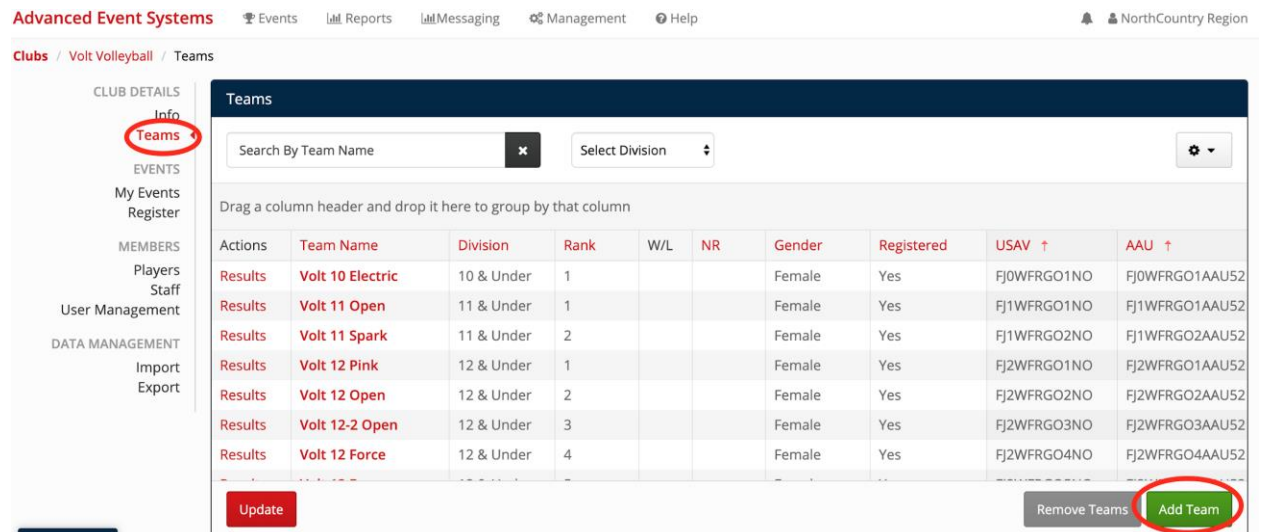 Advanced Event Systems Events Reports Messaging Management Help NorthCountry Region
Clubs / Volt Volleyball / Teams
CLUB DETAILS
Info
Teams
EVENTS
My Events
Register
MEMBERS
Players
Staff
User Management
DATA MANAGEMENT
Import
Export
Teams
Search By Team Name Select Division
Drag a column header and drop it here to group by that column
Actions Team Name Division Rank W/L NR Gender Registered USAV ↑ AAU ↑
Results Volt 10 Electric 10 & Under 1 Female Yes FJ0WFRGO1NO FJ0WFRGO1AAU52
Results Volt 11 Open 11 & Under 1 Female Yes FJ1WFRGO1NO FJ1WFRGO1AAU52
Results Volt 11 Spark 11 & Under 2 Female Yes FJ1WFRGO2NO FJ1WFRGO2AAU52
Results Volt 12 Pink 12 & Under 1 Female Yes FJ2WFRGO1NO FJ2WFRGO1AAU52
Results Volt 12 Open 12 & Under 2 Female Yes FJ2WFRGO2NO FJ2WFRGO2AAU52
Results Volt 12-2 Open 12 & Under 3 Female Yes FJ2WFRGO3NO FJ2WFRGO3AAU52
Results Volt 12 Force 12 & Under 4 Female Yes FJ2WFRGO4NO FJ2WFRGO4AAU52
Update Remove Teams Add Team